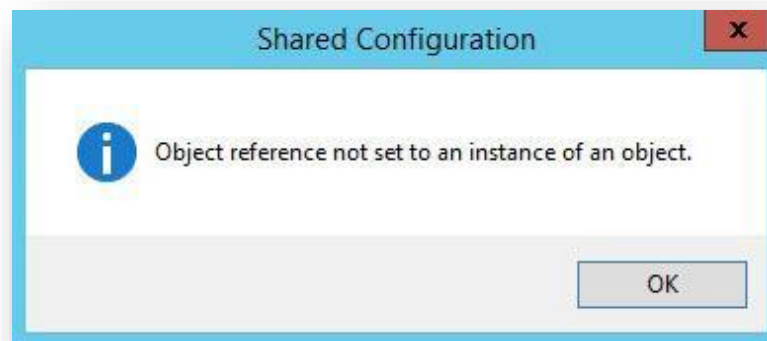 Shared Configuration
x
Object reference not set to an instance of an object.
OK